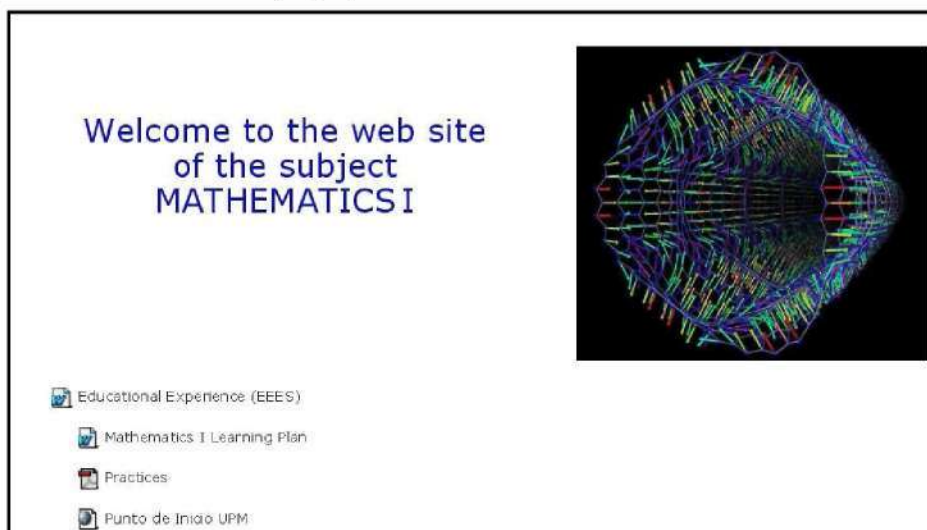 Welcome to the web site
of the subject
MATHEMATICS I
Educational Experience (EEES)
Mathematics I Learning Plan
Practices
Punto de Inicio UPM